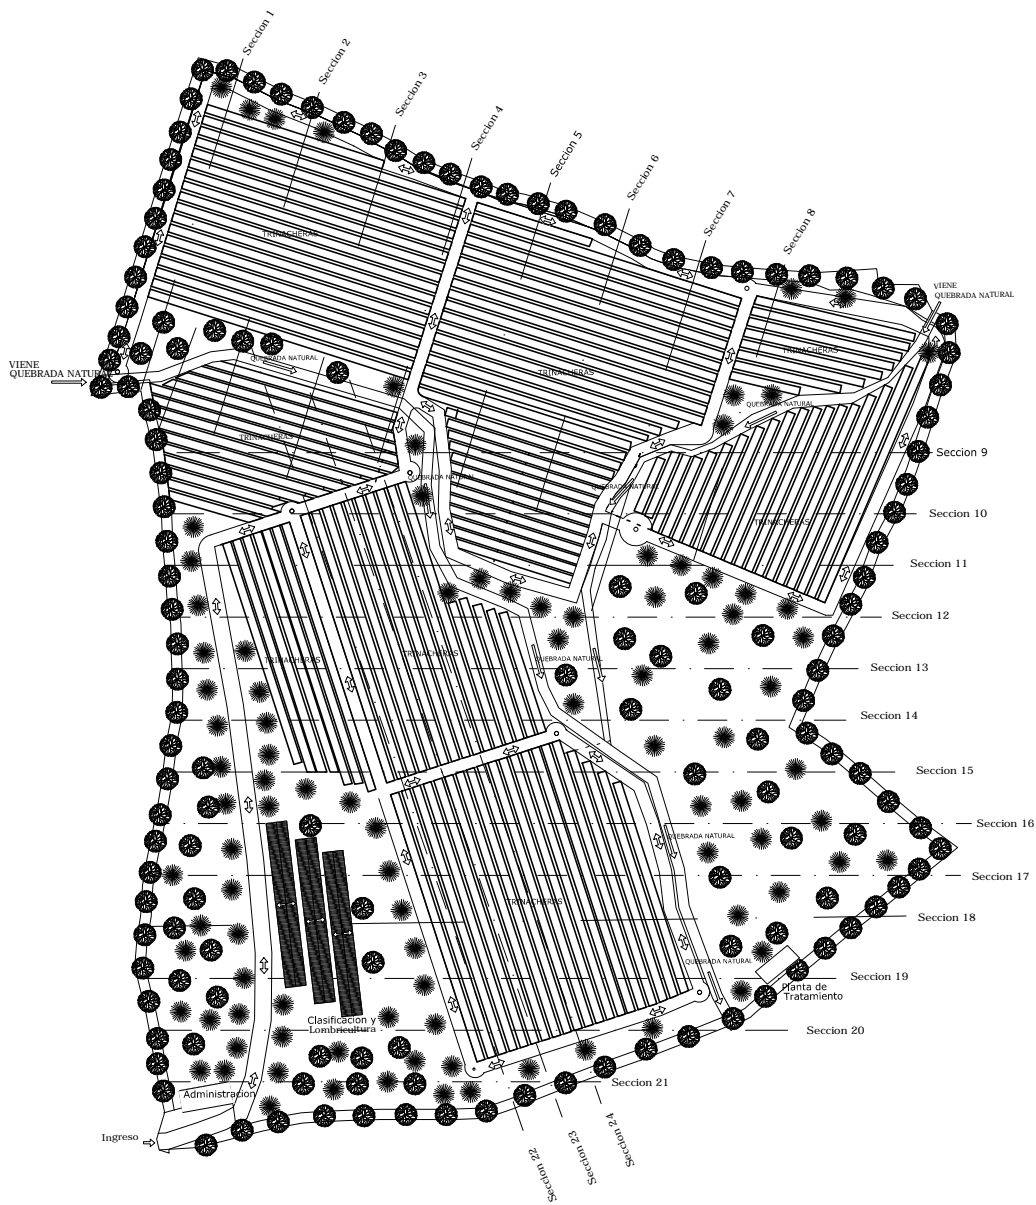 Seccion 1
Seccion 2
Seccion 3
Seccion 4
Seccion 5
Seccion 6
Seccion 7
Seccion 8
TRINACHERAS
VIENE
QUEBRADA NATURAL
VIENE
QUEBRADA NATURAL
QUEBRADA NATURAL
TRINACHERAS
TRINACHERAS
QUEBRADA NATURAL
TRINACHERAS
Seccion 9
QUEBRADA NATURAL
QUEBRADA NATURAL
Seccion 10
TRINACHERAS
Seccion 11
Seccion 12
TRINACHERAS
TRINACHERAS
QUEBRADA NATURAL
Seccion 13
Seccion 14
Seccion 15
Seccion 16
QUEBRADA NATURAL
Seccion 17
TRINACHERAS
Seccion 18
QUEBRADA NATURAL
Seccion 19
Planta de
Tratamiento
Clasificacion y
Lombricultura
Seccion 20
Seccion 21
Administracion
Ingreso
Seccion 22
Seccion 23
Seccion 24